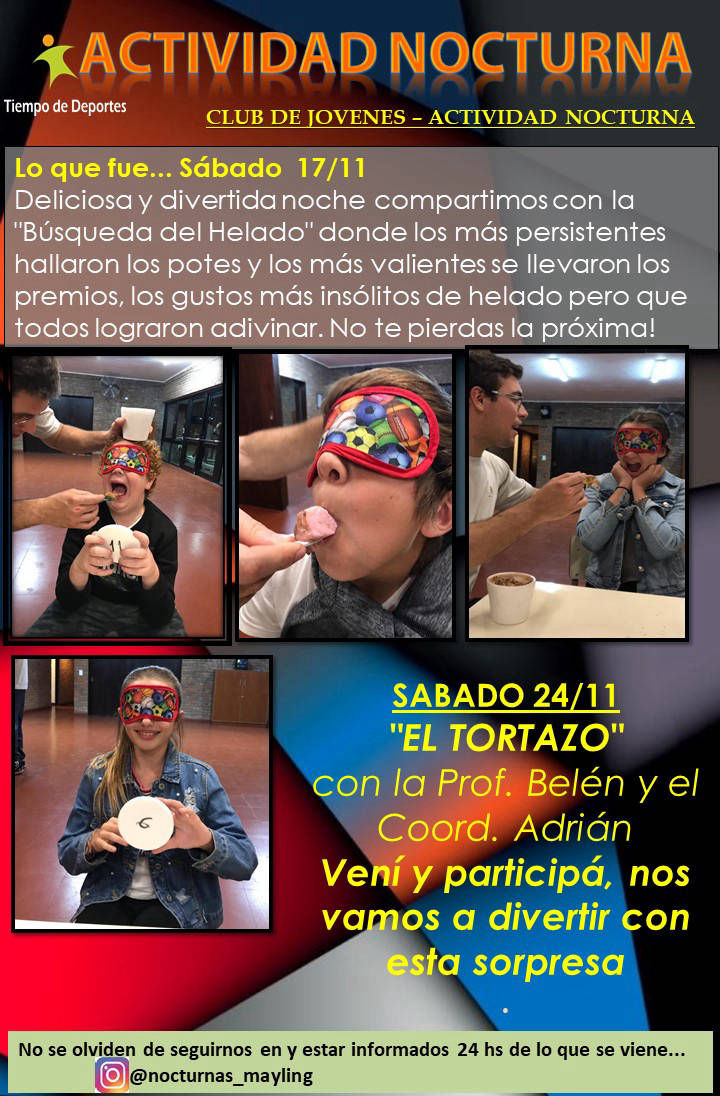 ACTIVIDAD NOCTURNA
Tiempo de Deportes
CLUB DE JOVENES – ACTIVIDAD NOCTURNA
Lo que fue... Sábado 17/11
Deliciosa y divertida noche compartimos con la
"Búsqueda del Helado" donde los más persistentes
hallaron los potes y los más valientes se llevaron los
premios, los gustos más insólitos de helado pero que
todos lograron adivinar. No te pierdas la próxima!
11
6
SABADO 24/11
"EL TORTAZO"
con la Prof. Belén y el
Coord. Adrián
Vení y participá, nos
vamos a divertir con
esta sorpresa
.
No se olviden de seguirnos en y estar informados 24 hs de lo que se viene...
@nocturnas_mayling